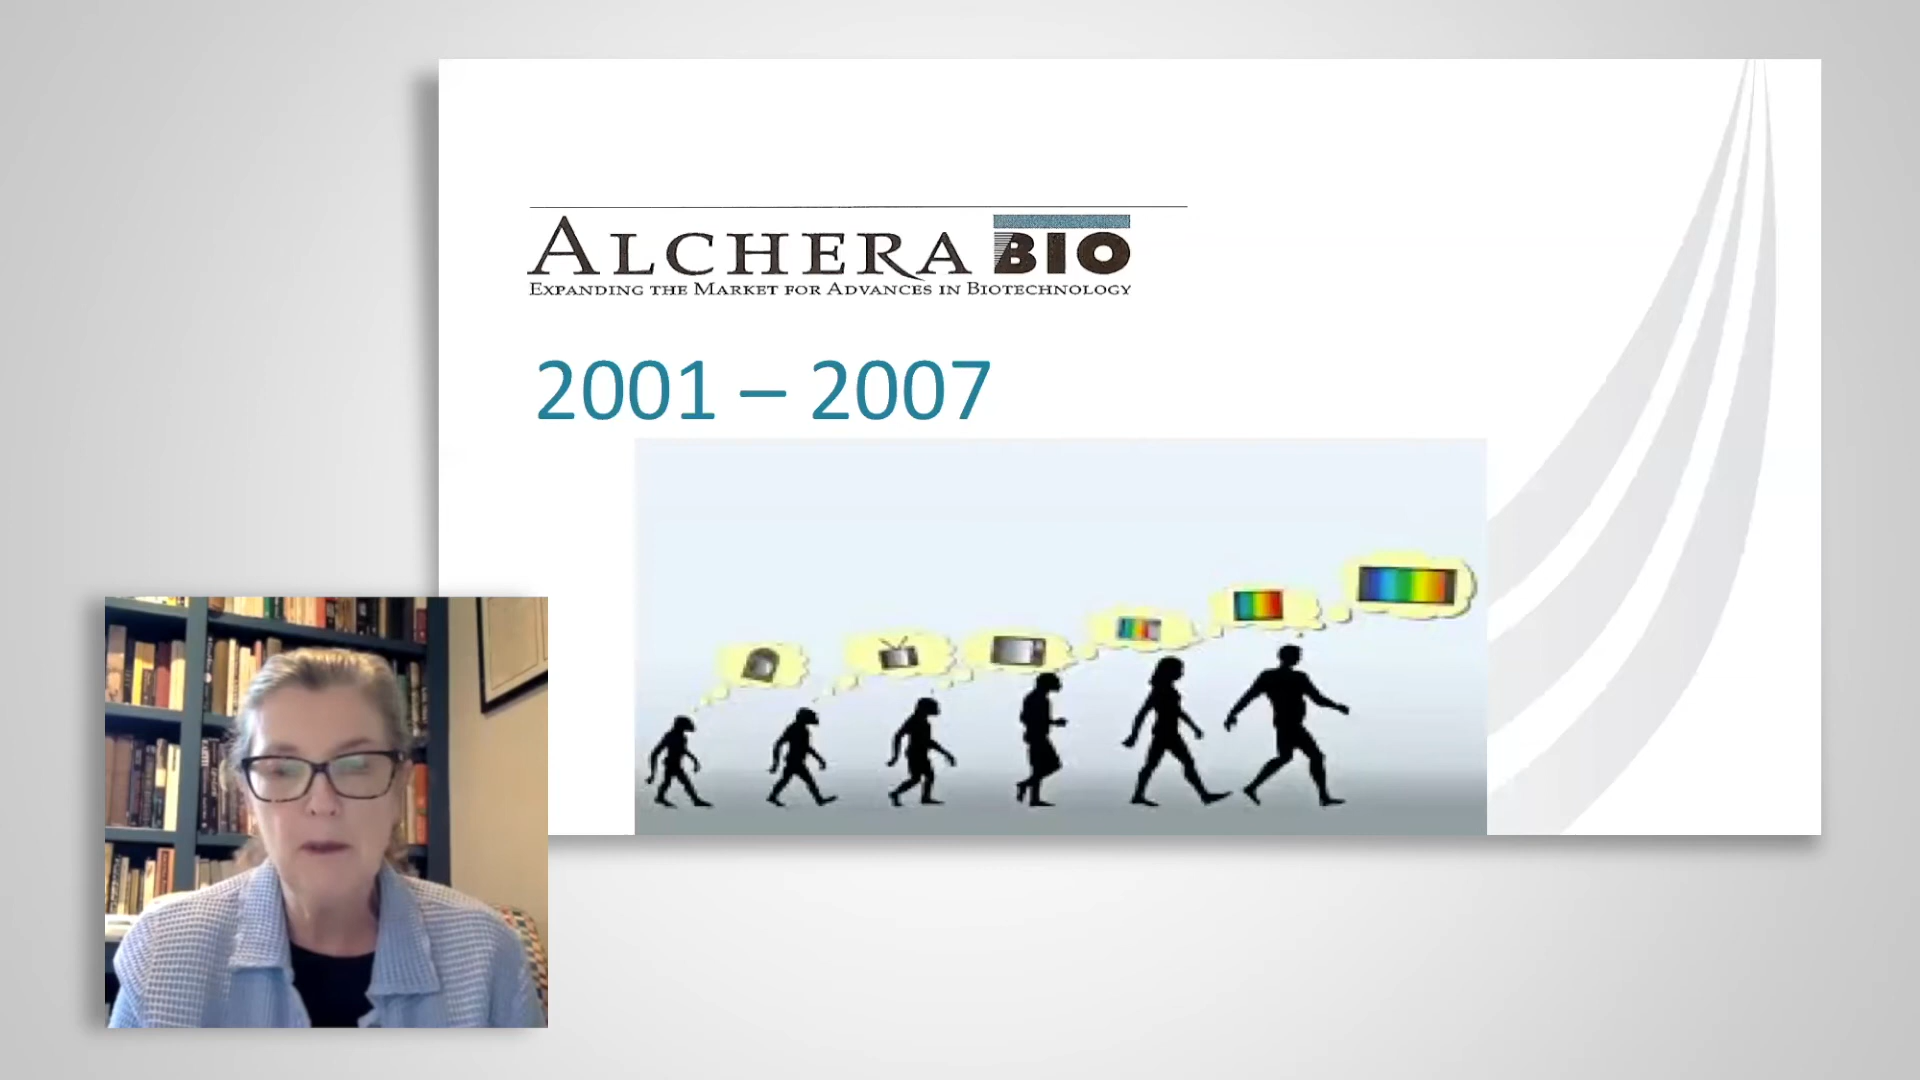 ALCHERA BIO
EXPANDING THE MARKET FOR ADVANCES IN BIOTECHNOLOGY
2001 – 2007